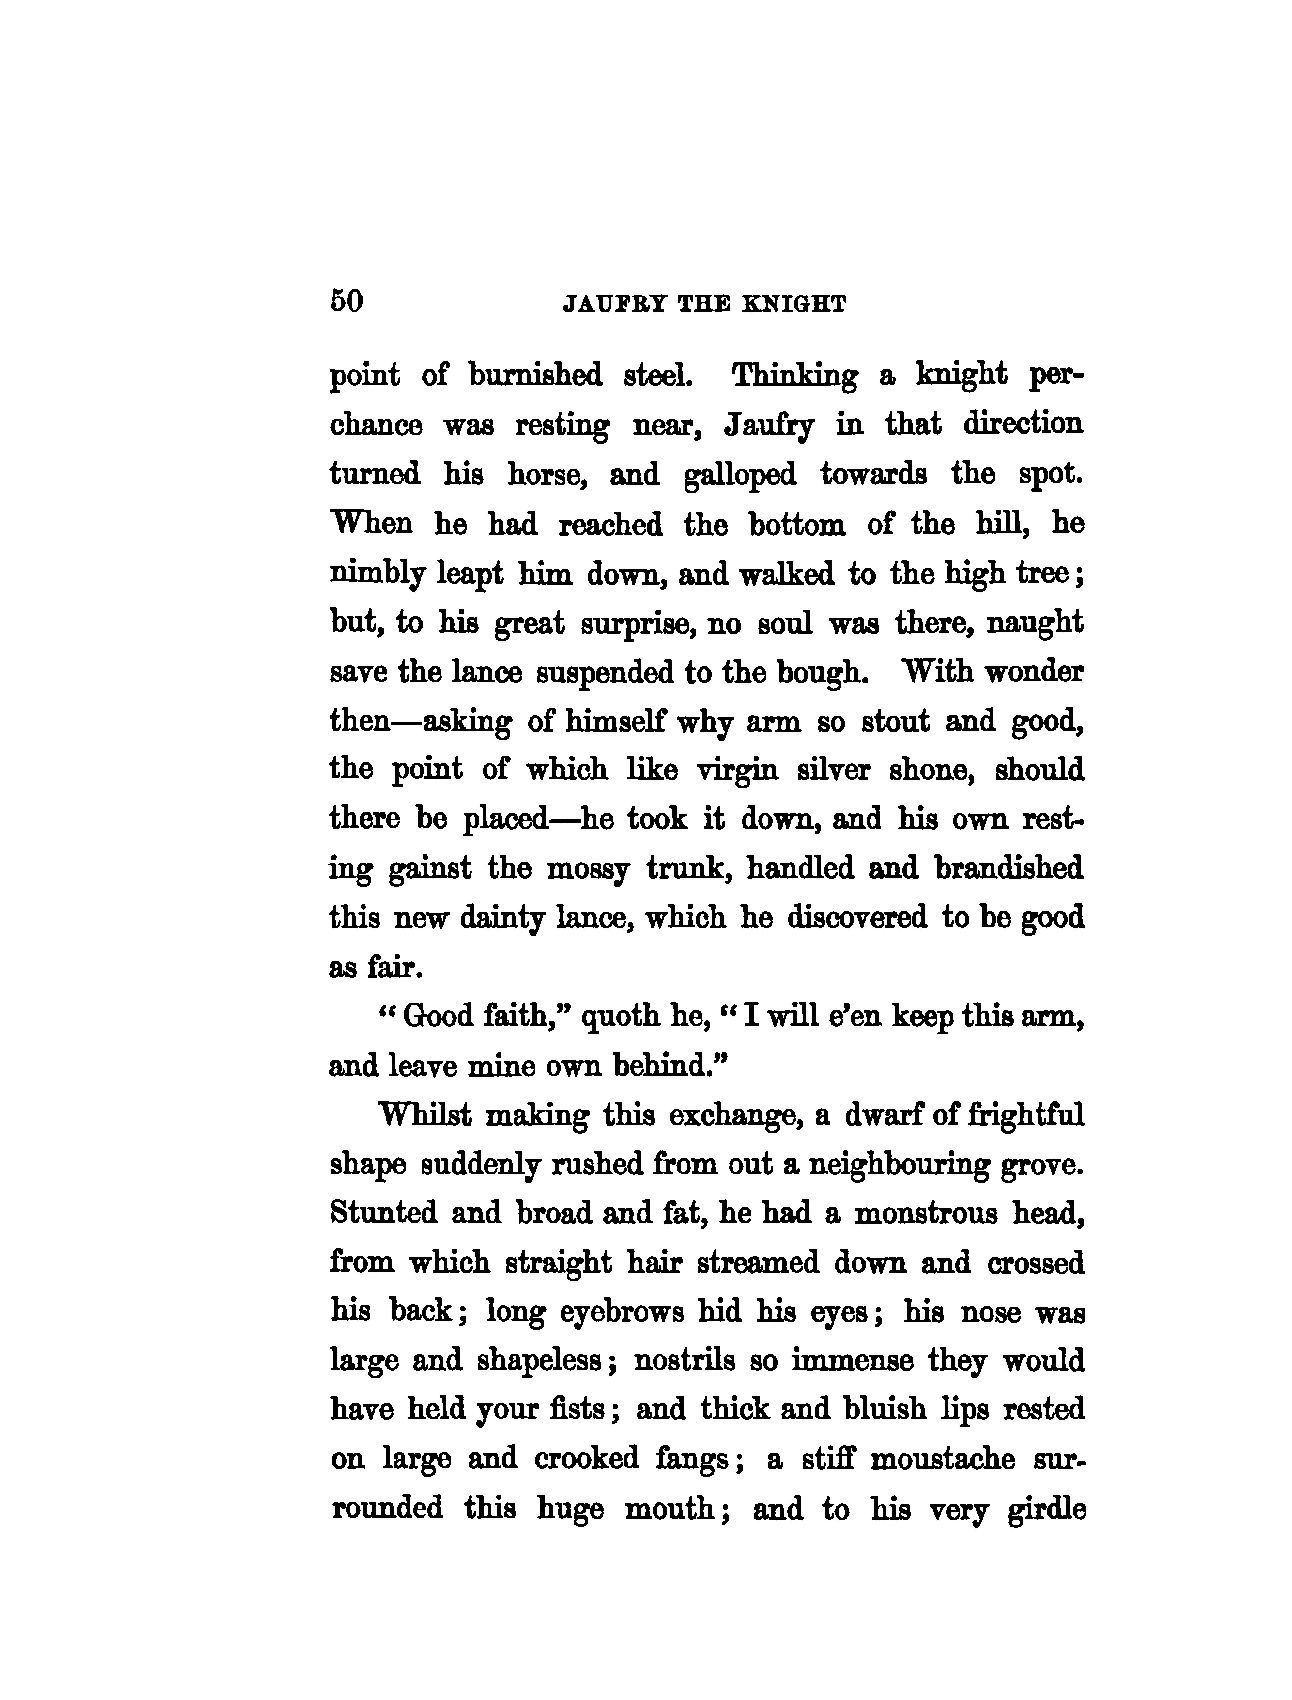 50 JAUFRY THE KNIGHT
point of burnished steel. Thinking a knight per-
chance was resting near, Jaufry in that direction
turned his horse, and galloped towards the spot.
When he had reached the bottom of the hill, he
nimbly leapt him down, and walked to the high tree;
but, to his great surprise, no soul was there, naught
save the lance suspended to the bough. With wonder
then—asking of himself why arm so stout and good,
the point of which like virgin silver shone, should
there be placed—he took it down, and his own rest-
ing gainst the mossy trunk, handled and brandished
this new dainty lance, which he discovered to be good
as fair.
“Good faith,” quoth he, “I will e’en keep this arm,
and leave mine own behind.”
Whilst making this exchange, a dwarf of frightful
shape suddenly rushed from out a neighbouring grove.
Stunted and broad and fat, he had a monstrous head,
from which straight hair streamed down and crossed
his back; long eyebrows hid his eyes; his nose was
large and shapeless; nostrils so immense they would
have held your fists; and thick and bluish lips rested
on large and crooked fangs; a stiff moustache sur-
rounded this huge mouth; and to his very girdle